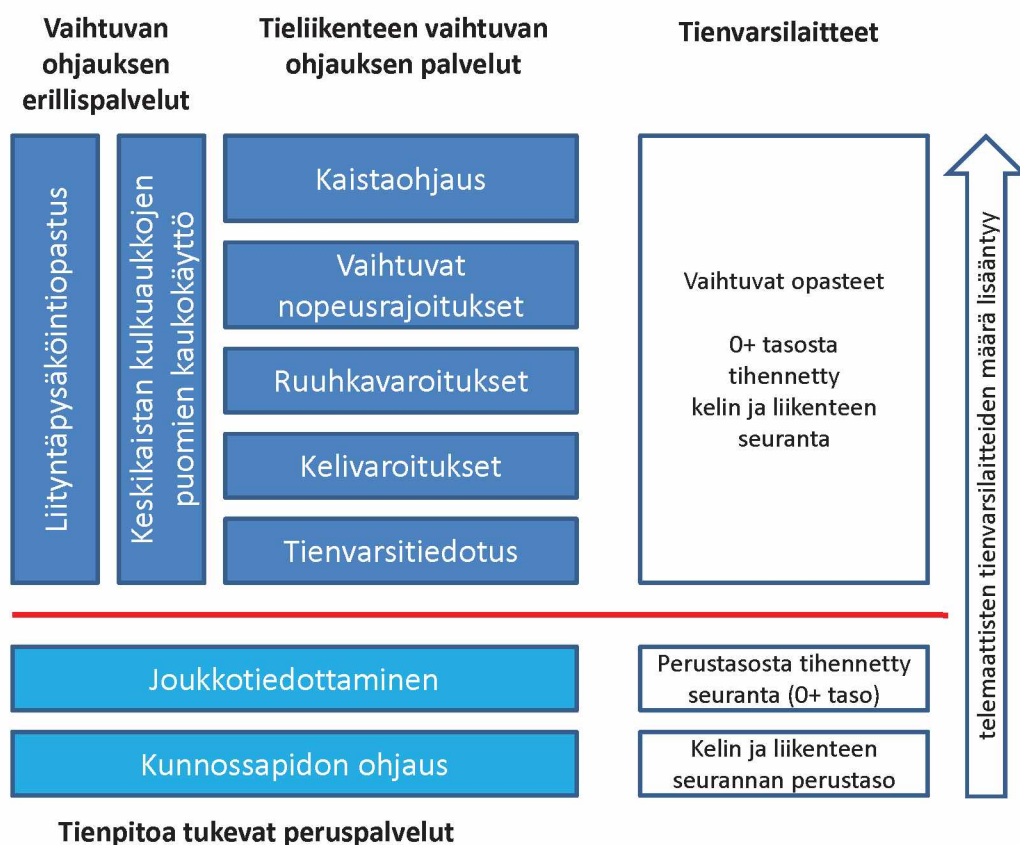 Vaihtuvan
ohjauksen
erillispalvelut
Tieliikenteen vaihtuvan
ohjauksen palvelut
Tienvarsilaitteet
Liityntäpysäköintiopastus
Keskikaistan kulkuaukkojen
puomien kaukokäyttö
Kaistaohjaus
Vaihtuvat
nopeusrajoitukset
Ruuhkavaroitukset
Kelivaroitukset
Tienvarsitiedotus
Vaihtuvat opasteet
0+ tasosta
tihennetty
kelin ja liikenteen
seuranta
telemaattisten tienvarsilaitteiden määrä lisääntyy
Joukkotiedottaminen
Perustasosta tihennetty
seuranta (0+ taso)
Kunnossapidon ohjaus
Kelin ja liikenteen
seurannan perustaso
Tienpitoa tukevat peruspalvelut